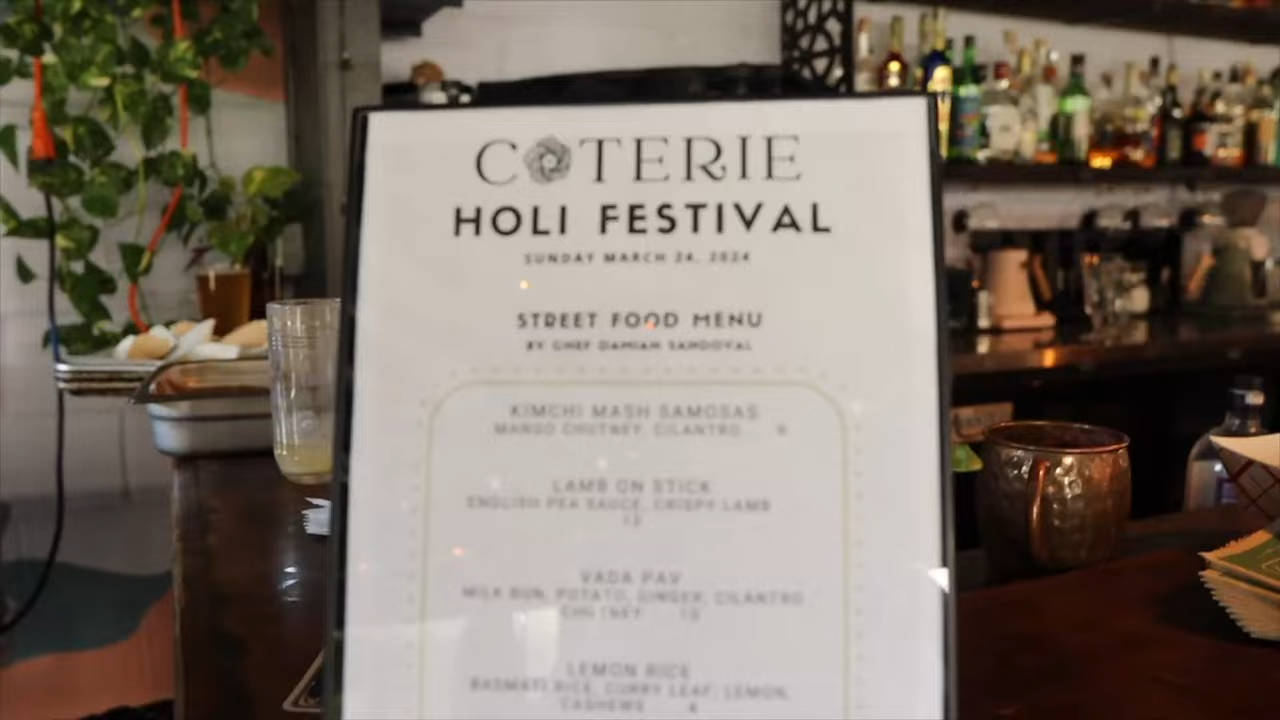 COTERIE
HOLI FESTIVAL
SUNDAY MARCH 24, 2024
STREET FOOD MENU
BY CHEF DAMIAN SANDOVAL
KIMCHI MASH SAMOSAS
MANGO CHUTNEY, CILANTRO
LAMB ON STICK
ENGLISH PEA SAUCE, CRISPY LAMB
VADA PAV
MILK BUN, POTATO, GINGER, CILANTRO
CHUTNEY
LEMON RICE
BASMATI RICE, CURRY LEAF, LEMON,
CASHEWS